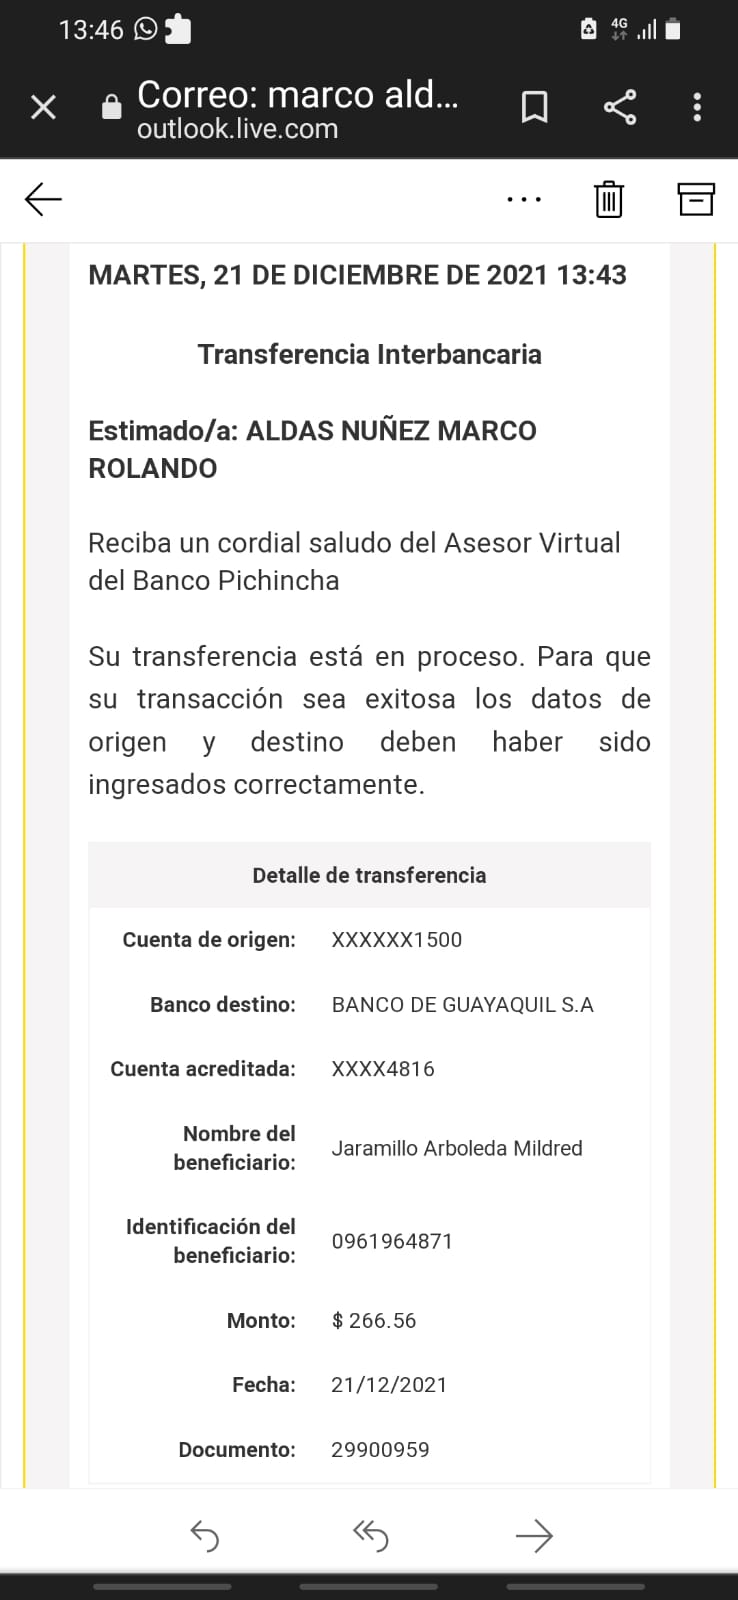 13:46
4G
Correo: marco ald...
outlook.live.com
MARTES, 21 DE DICIEMBRE DE 2021 13:43
Transferencia Interbancaria
Estimado/a: ALDAS NUÑEZ MARCO
ROLANDO
Reciba un cordial saludo del Asesor Virtual
del Banco Pichincha
Su transferencia está en proceso. Para que
su transacción sea exitosa los datos de
origen y destino deben haber sido
ingresados correctamente.
Detalle de transferencia
Cuenta de origen: XXXXXX1500
Banco destino: BANCO DE GUAYAQUIL S.A
Cuenta acreditada: XXXX4816
Nombre del
beneficiario: Jaramillo Arboleda Mildred
Identificación del
beneficiario: 0961964871
Monto: $ 266.56
Fecha: 21/12/2021
Documento: 29900959